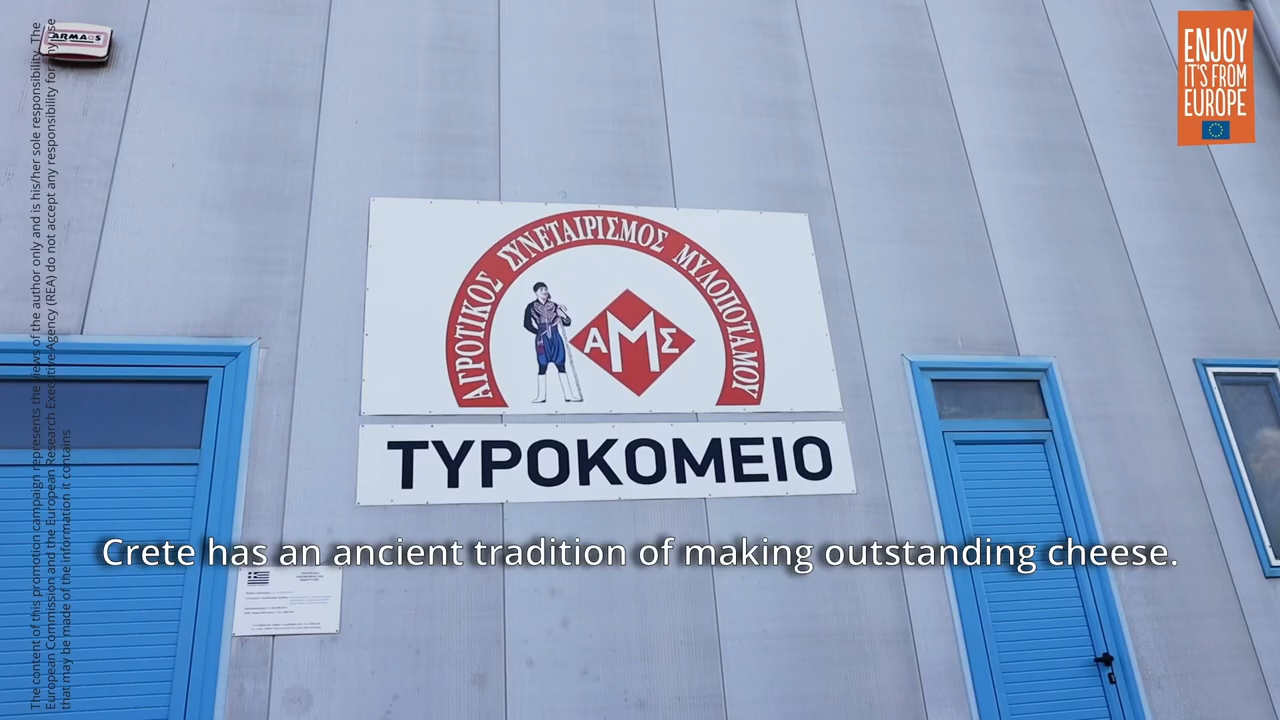 ARMAOS
ENJOY
IT'S FROM
EUROPE
ΑΓΡΟΤΙΚΟΣ ΣΥΝΕΤΑΙΡΙΣΜΟΣ ΜΥΛΟΠΟΤΑΜΟΥ
ΑΜΣ
ΤΥΡΟΚΟΜΕΙΟ
Crete has an ancient tradition of making outstanding cheese.
The content of this promotion campaign represents the views of the author only and is his/her sole responsibility. The
European Commission and the European Research Executive Agency (REA) do not accept any responsibility for any use
that may be made of the information it contains